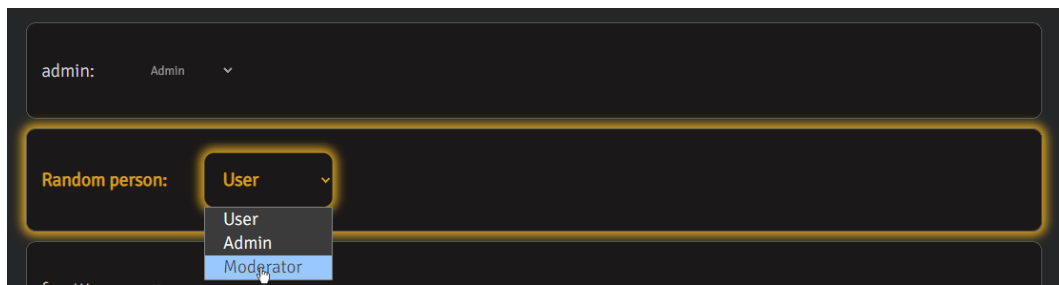 admin: Admin
Random person: User
User
Admin
Moderator